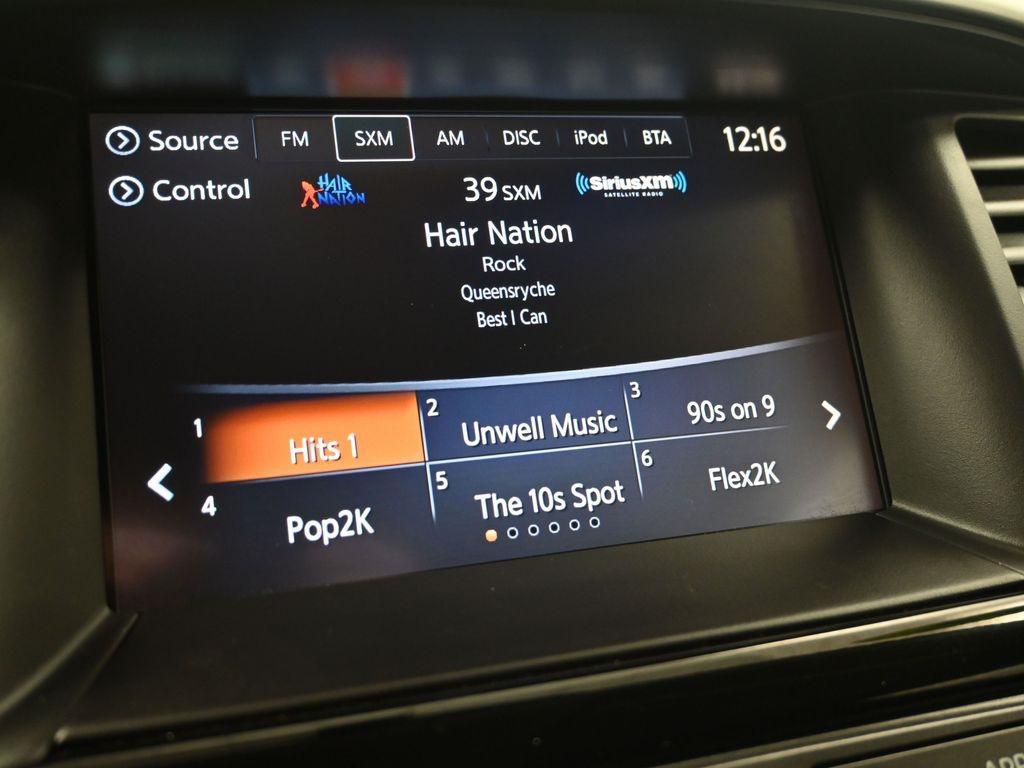 Source FM SXM AM DISC iPod BTA 12:16
Control HAIR NATION 39 SXM SiriusXM
SATELLITE RADIO
Hair Nation
Rock
Queensryche
Best I Can
1 Hits 1 2 Unwell Music 3 90s on 9
4 Pop2K 5 The 10s Spot 6 Flex2K